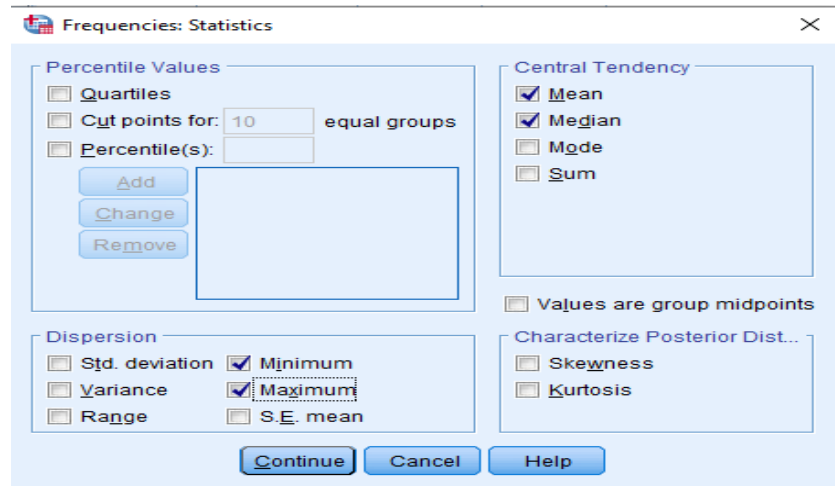 Frequencies: Statistics
Percentile Values
Quartiles
Cut points for: 10 equal groups
Percentile(s):
Add
Change
Remove
Central Tendency
Mean
Median
Mode
Sum
Values are group midpoints
Dispersion
Std. deviation Minimum
Variance Maximum
Range S.E. mean
Characterize Posterior Dist...
Skewness
Kurtosis
Continue Cancel Help